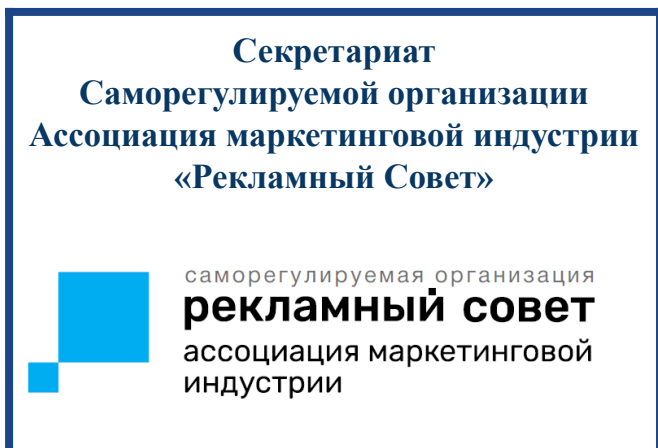 Секретариат
Саморегулируемой организации
Ассоциация маркетинговой индустрии
«Рекламный Совет»
саморегулируемая организация
рекламный совет
ассоциация маркетинговой
индустрии